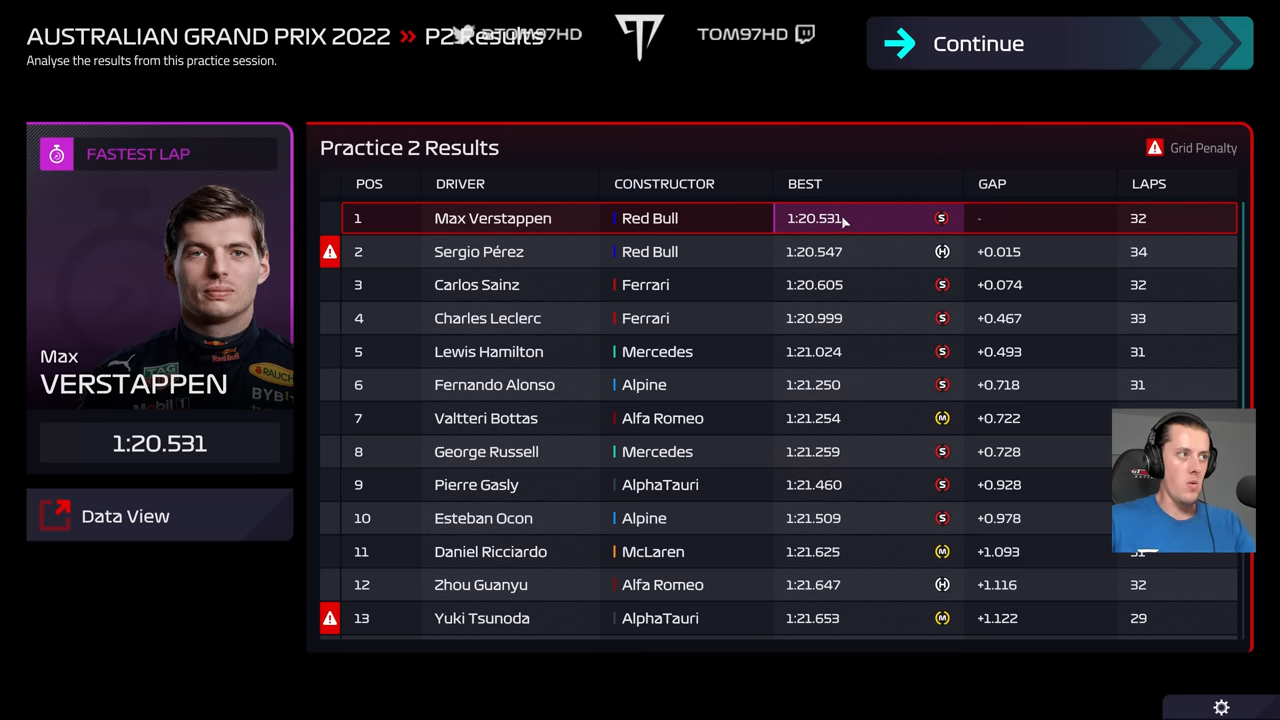 AUSTRALIAN GRAND PRIX 2022 » P2 Results
@TOM97HD
TOM97HD
Continue
Analyse the results from this practice session.
FASTEST LAP
Max
VERSTAPPEN
1:20.531
Data View
Practice 2 Results
Grid Penalty
POS DRIVER CONSTRUCTOR BEST GAP LAPS
1 Max Verstappen Red Bull 1:20.531 S - 32
2 Sergio Pérez Red Bull 1:20.547 H +0.015 34
3 Carlos Sainz Ferrari 1:20.605 S +0.074 32
4 Charles Leclerc Ferrari 1:20.999 S +0.467 33
5 Lewis Hamilton Mercedes 1:21.024 S +0.493 31
6 Fernando Alonso Alpine 1:21.250 S +0.718 31
7 Valtteri Bottas Alfa Romeo 1:21.254 M +0.722
8 George Russell Mercedes 1:21.259 S +0.728
9 Pierre Gasly AlphaTauri 1:21.460 S +0.928
10 Esteban Ocon Alpine 1:21.509 S +0.978
11 Daniel Ricciardo McLaren 1:21.625 M +1.093
12 Zhou Guanyu Alfa Romeo 1:21.647 H +1.116 32
13 Yuki Tsunoda AlphaTauri 1:21.653 M +1.122 29
TAG
Red Bull
RAUCH
BYBIT
Mobil 1